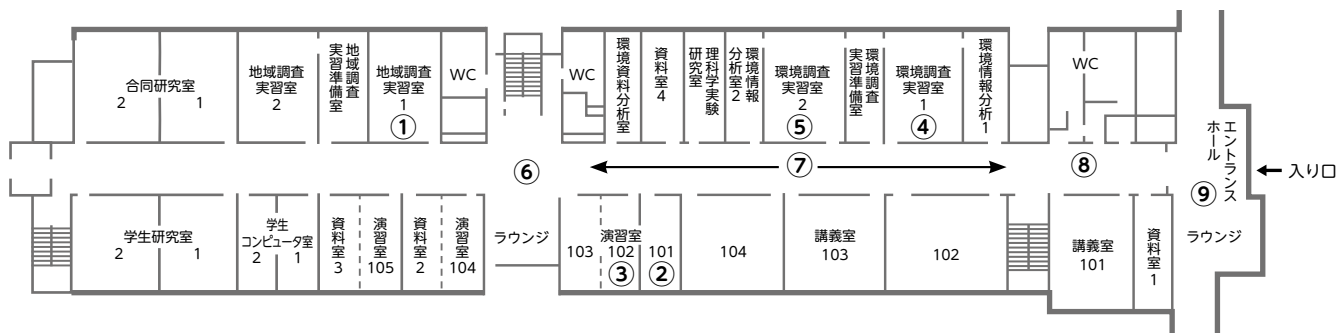 合同研究室
2 1
地域調査
実習室
2
地域調査
実習準備室
地域調査
実習室
1
①
WC
WC
環境資料分析室
資料室4
理科学実験
研究室
環境情報
分析室2
環境調査
実習室
2
⑤
環境調査
実習準備室
環境調査
実習室
1
④
環境情報分析1
WC
⑥
⑦
⑧
エントランス
ホール
⑨
入り口
学生研究室
2 1
学生
コンピュータ室
2 1
資料室3
演習室105
資料室2
演習室104
ラウンジ
演習室
103 102 101
③ ②
104
講義室
103
102
講義室
101
資料室1
ラウンジ